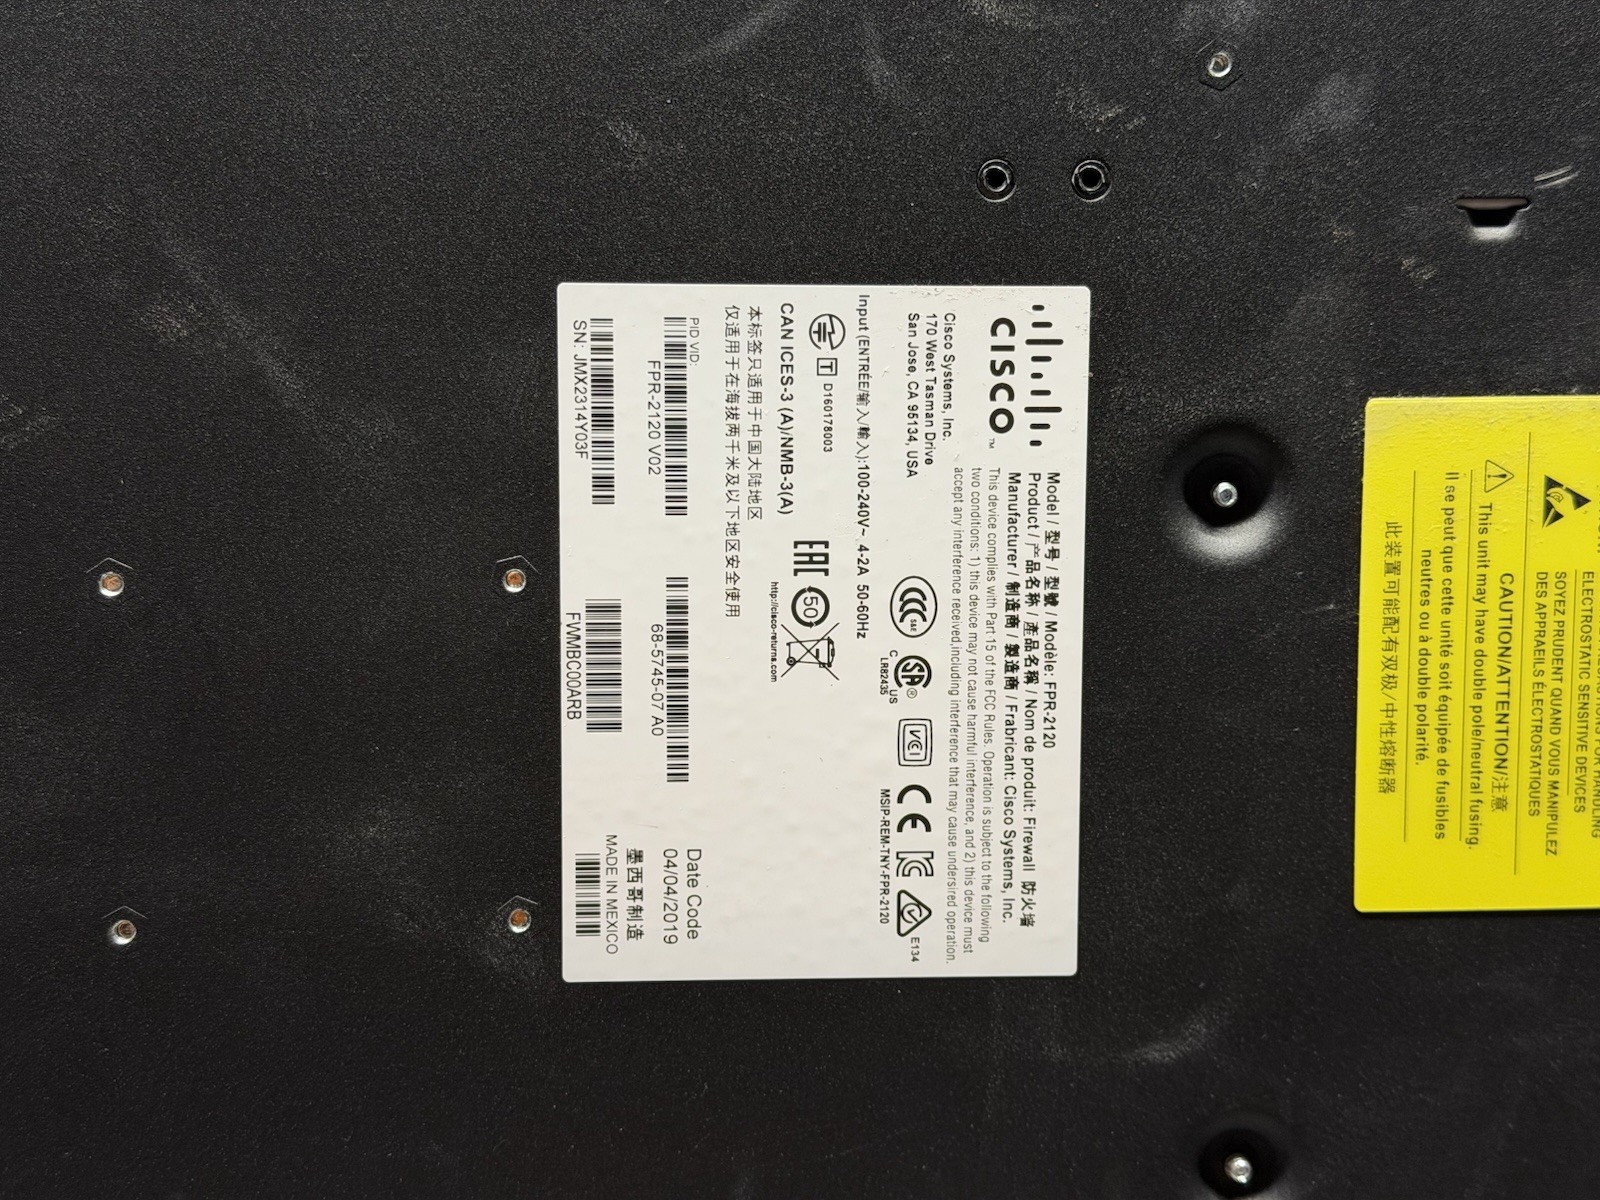 CISCO™
Model / 型号 / 型號 / Modèle: FPR-2120
Product / 产品名称 / 產品名稱 / Nom de produit: Firewall 防火墙
Manufacturer / 制造商 / 製造商 / Frabricant: Cisco Systems, Inc.
This device complies with Part 15 of the FCC Rules. Operation is subject to the following
two conditions: 1) this device may not cause harmful interference, and 2) this device must
accept any interference received,including interference that may cause undersired operation.
Cisco Systems, Inc.
170 West Tasman Drive
San Jose, CA 95134, USA
Input (ENTRÉE/输入/輸入):100-240V~ 4-2A 50-60Hz
CCC S&E
C SA® US
LR82435
VCCI
CE
MSIP-REM-TNY-FPR-2120
E134
T D160178003
CAN ICES-3 (A)/NMB-3(A)
EAC
50
http://cisco-returns.com
本标签只适用于中国大陆地区
仅适用于在海拔两千米及以下地区安全使用
PID VID:
FPR-2120 V02
68-5745-07 A0
Date Code
04/04/2019
墨西哥制造
MADE IN MEXICO
SN: JMX2314Y03F
FWMBC00ARB
ELECTROSTATIC SENSITIVE DEVICES
SOYEZ PRUDENT QUAND VOUS MANIPULEZ
DES APPRAEILS ÉLECTROSTATIQUES
CAUTION/ATTENTION/注意
This unit may have double pole/neutral fusing.
Il se peut que cette unité soit équipée de fusibles
neutres ou à double polarité.
此装置可能配有双极/中性熔断器